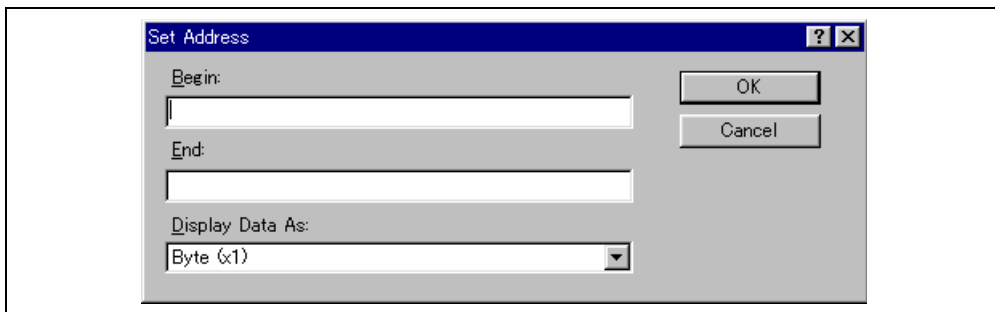 Set Address
Begin:
OK
Cancel
End:
Display Data As:
Byte (x1)